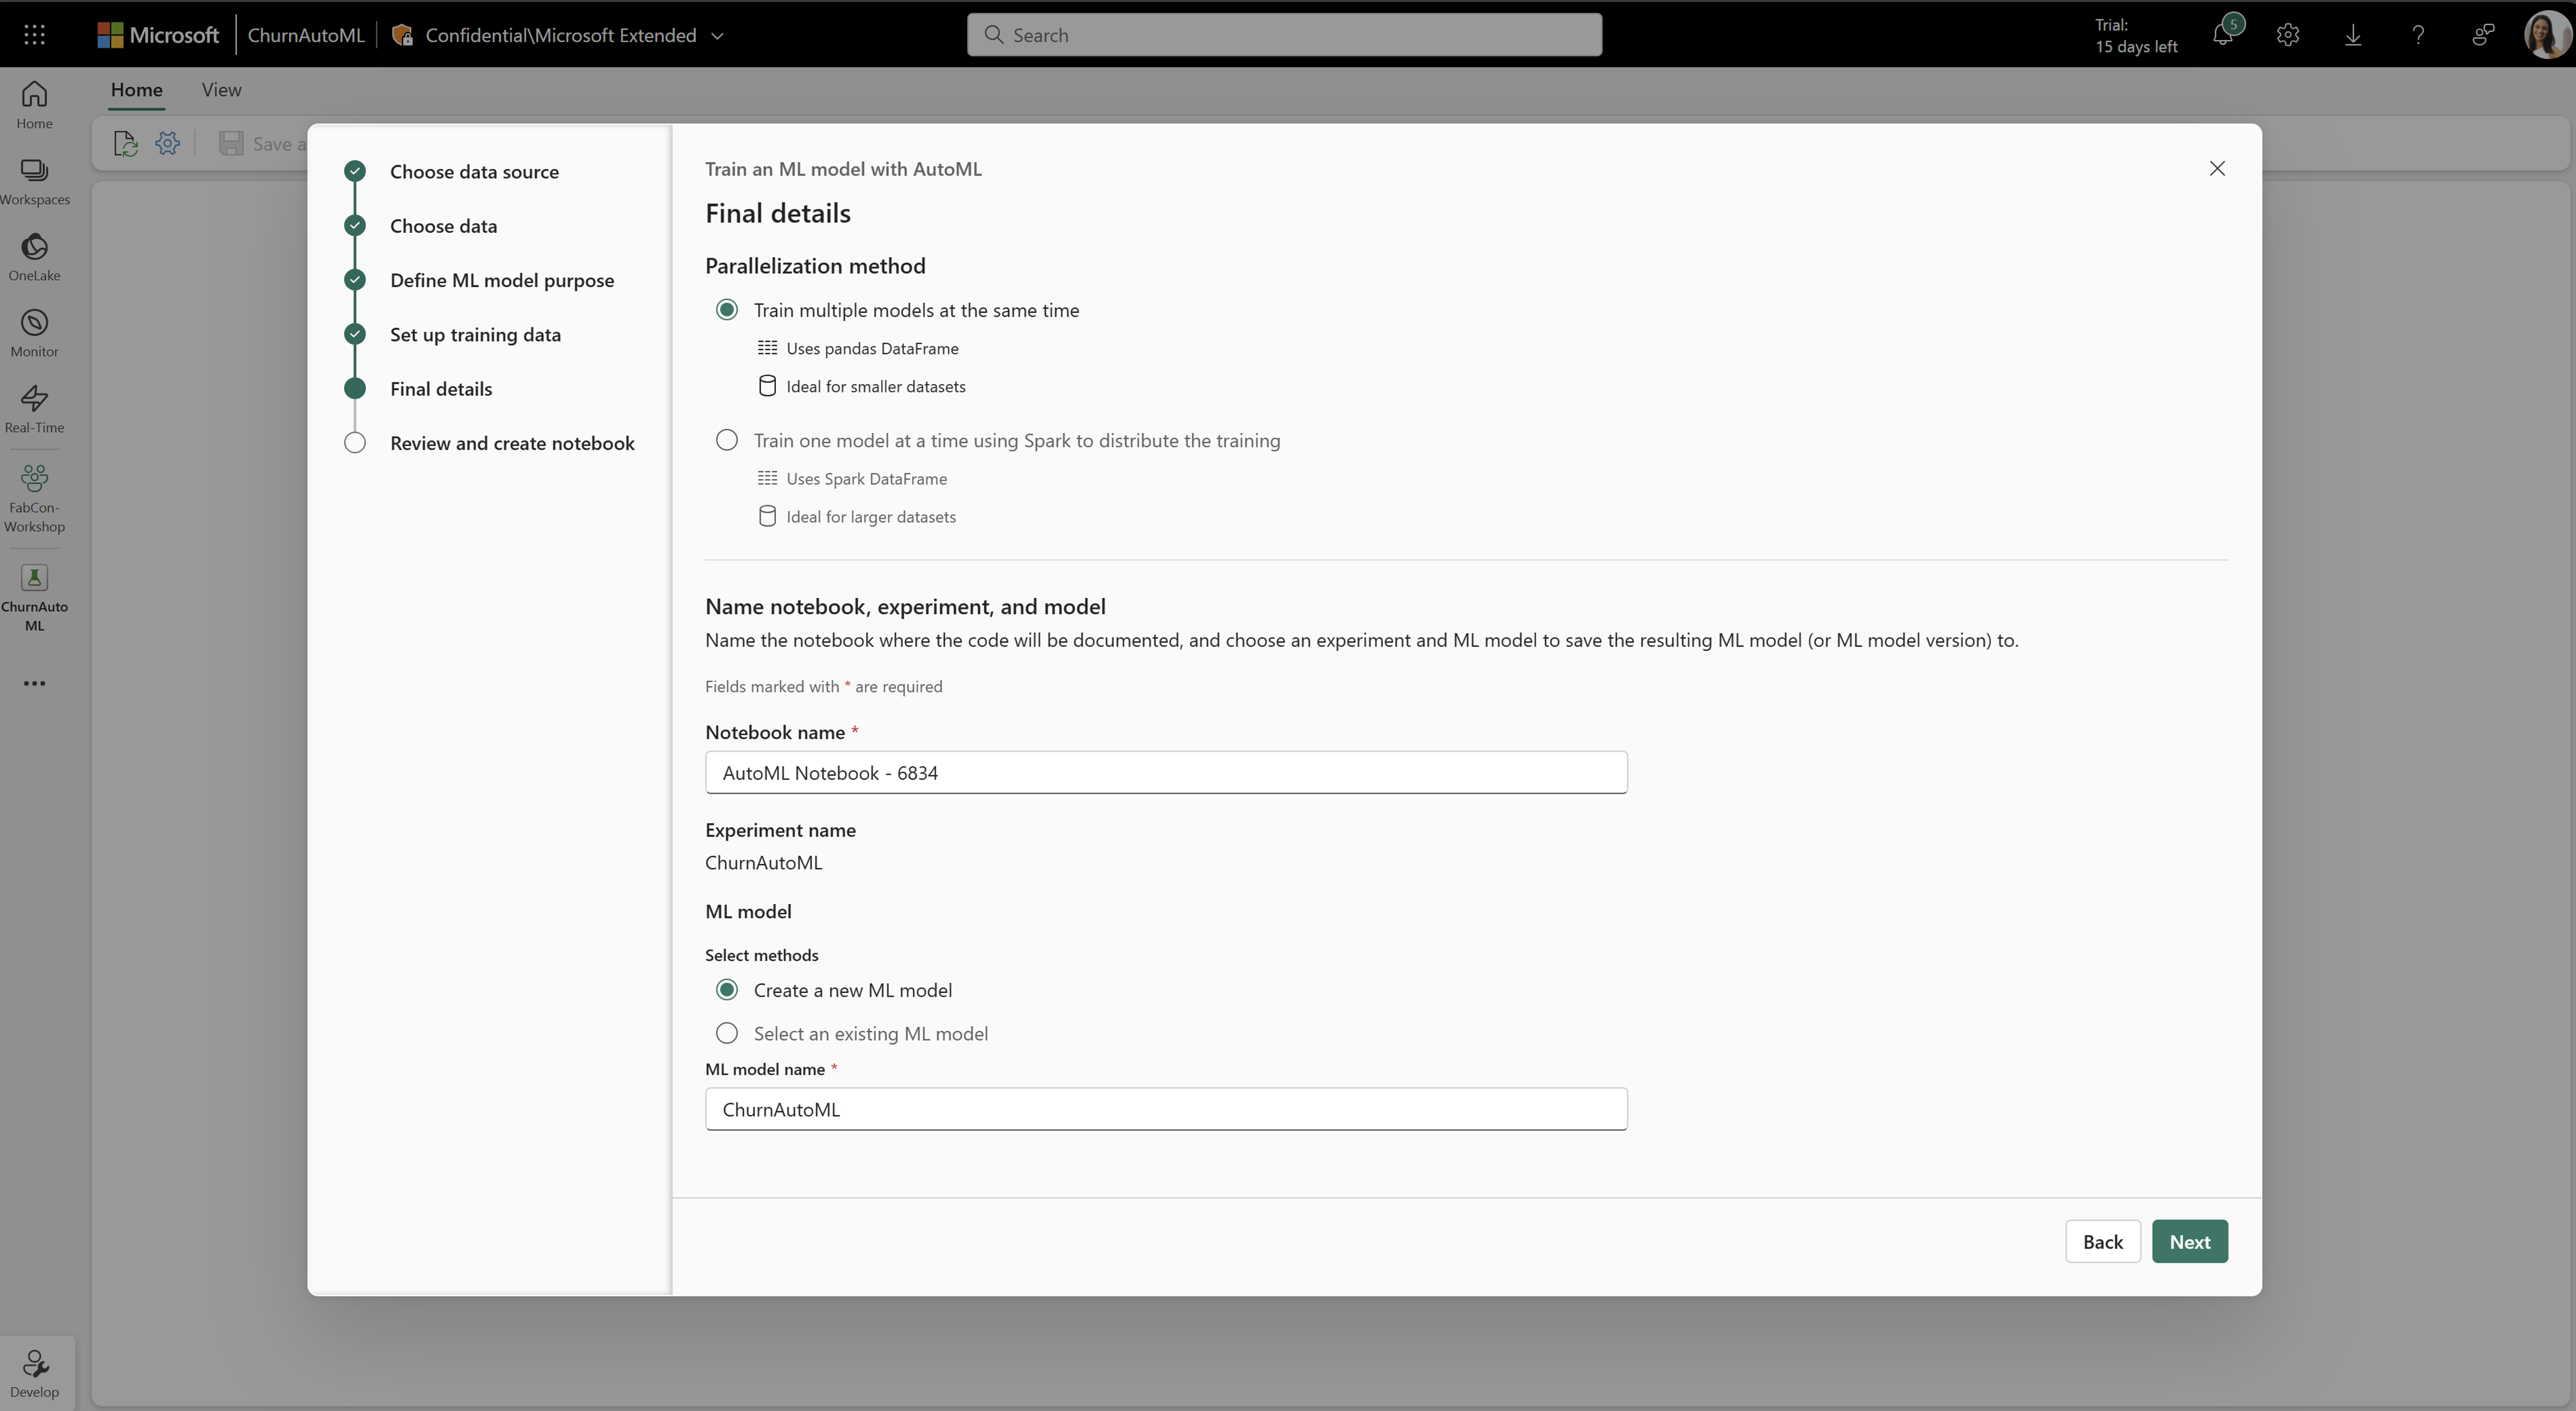 Microsoft
ChurnAutoML
Confidential\Microsoft Extended
Search
Trial:
15 days left
5
Home
View
Home
Workspaces
OneLake
Monitor
Real-Time
FabCon-
Workshop
ChurnAuto
ML
Develop
Save a
Choose data source
Choose data
Define ML model purpose
Set up training data
Final details
Review and create notebook
Train an ML model with AutoML
Final details
Parallelization method
Train multiple models at the same time
Uses pandas DataFrame
Ideal for smaller datasets
Train one model at a time using Spark to distribute the training
Uses Spark DataFrame
Ideal for larger datasets
Name notebook, experiment, and model
Name the notebook where the code will be documented, and choose an experiment and ML model to save the resulting ML model (or ML model version) to.
Fields marked with * are required
Notebook name *
AutoML Notebook - 6834
Experiment name
ChurnAutoML
ML model
Select methods
Create a new ML model
Select an existing ML model
ML model name *
ChurnAutoML
Back
Next